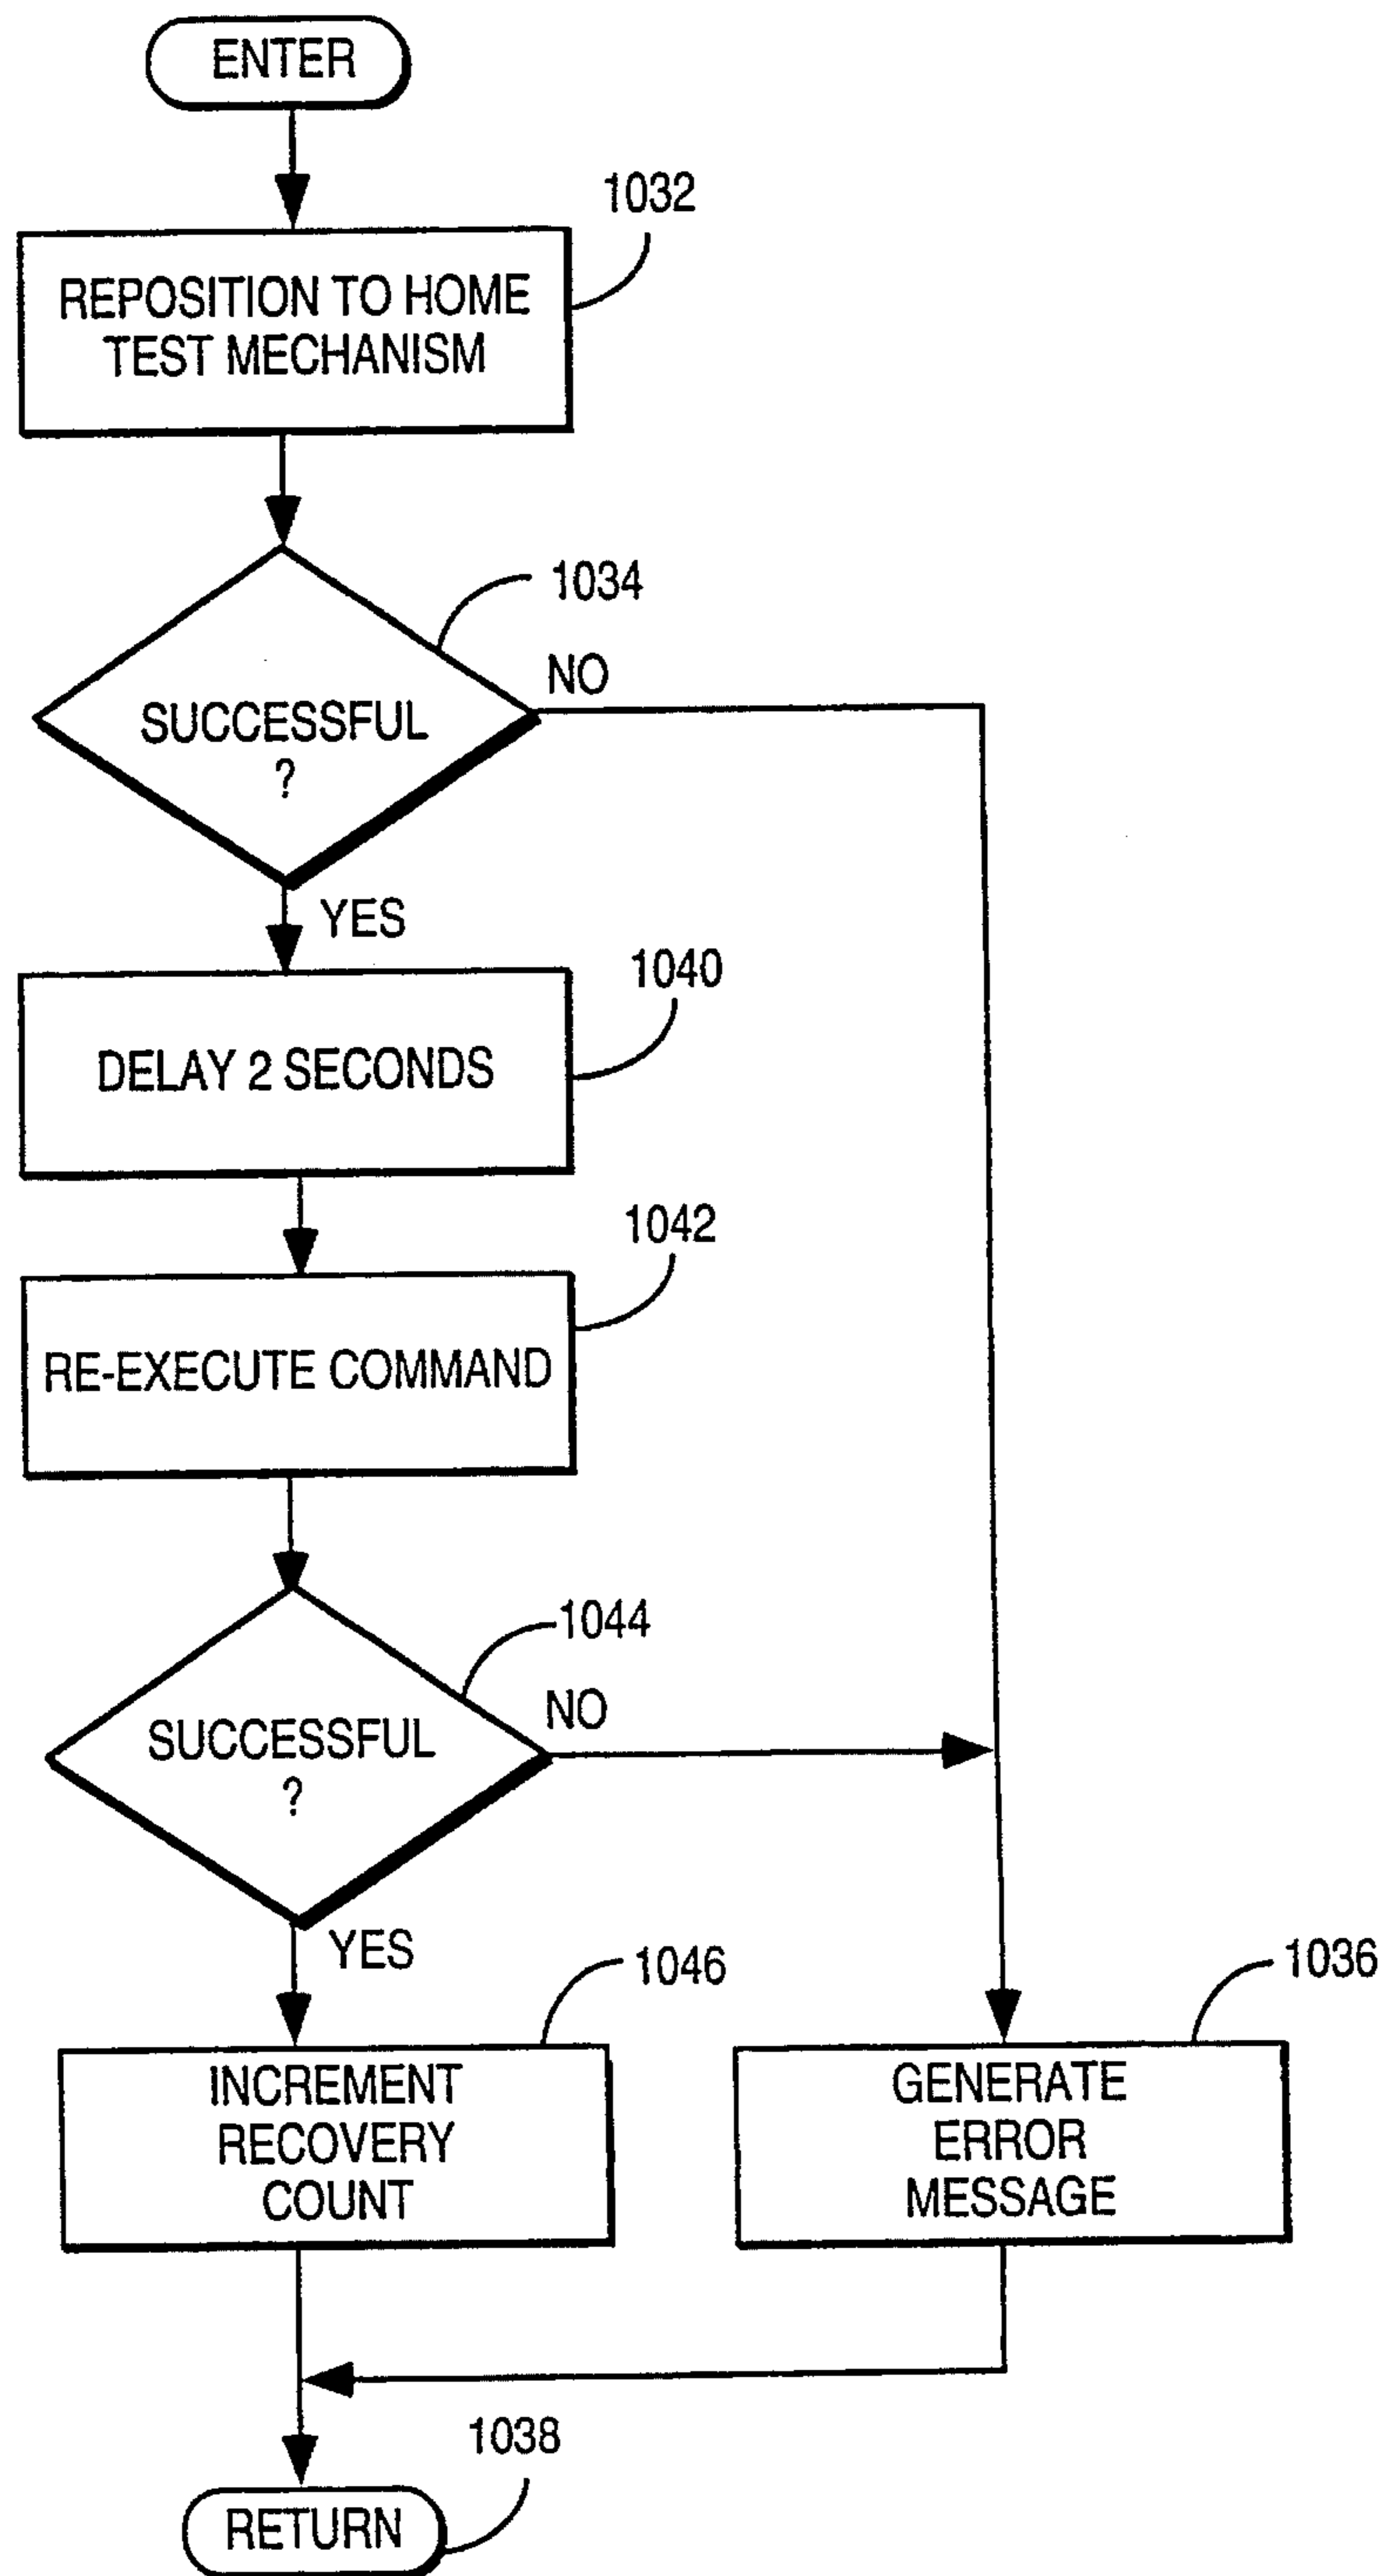 ENTER
1032
REPOSITION TO HOME
TEST MECHANISM
1034
NO
SUCCESSFUL
?
YES
1040
DELAY 2 SECONDS
1042
RE-EXECUTE COMMAND
1044
NO
SUCCESSFUL
?
YES
1046
1036
INCREMENT
RECOVERY
COUNT
GENERATE
ERROR
MESSAGE
1038
RETURN